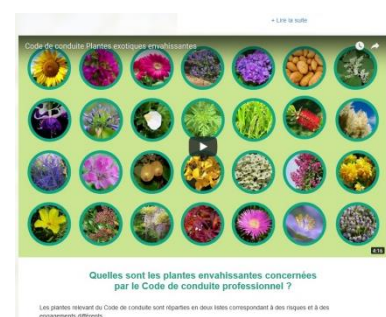 + Lire la suite
Code de conduite Plantes exotiques envahissantes
4:16
Quelles sont les plantes envahissantes concernées
par le Code de conduite professionnel ?
Les plantes relevant du Code de conduite sont réparties en deux listes correspondant à des risques et à des
engagements différents